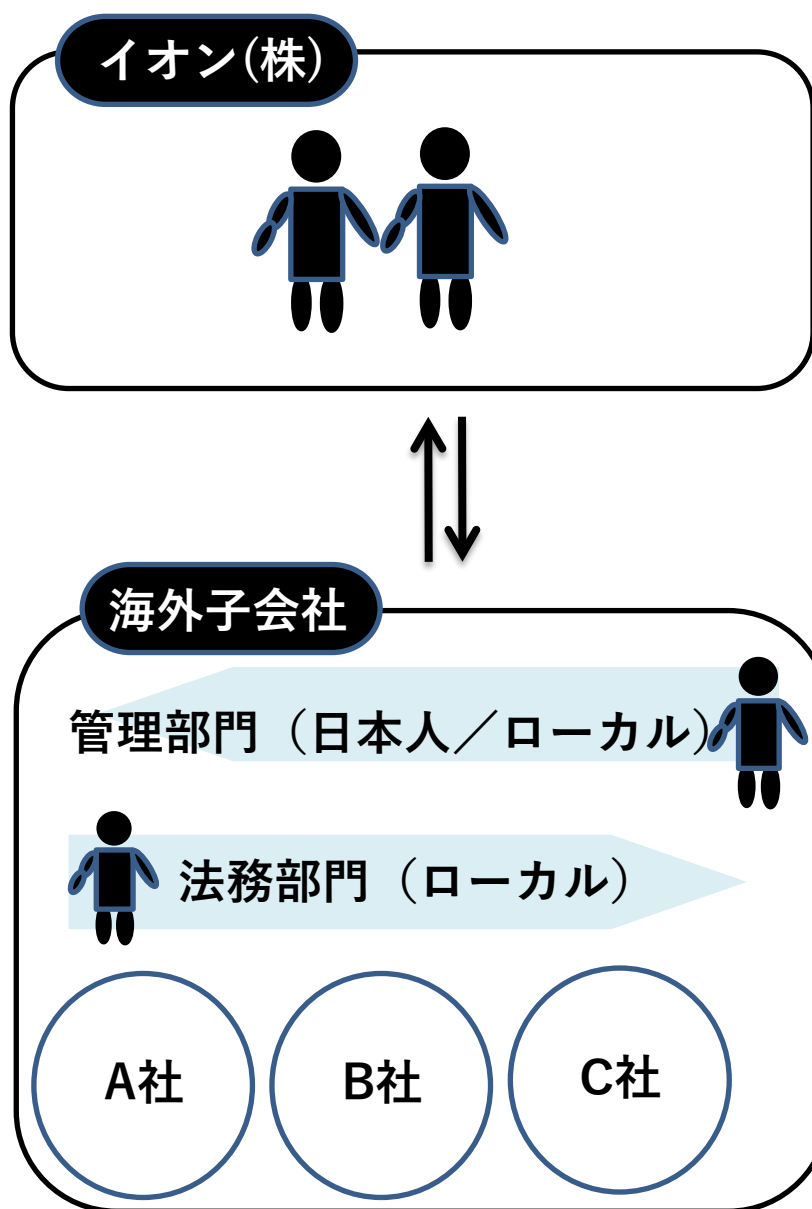 イオン(株)
海外子会社
管理部門（日本人／ローカル）
法務部門（ローカル）
A社
B社
C社